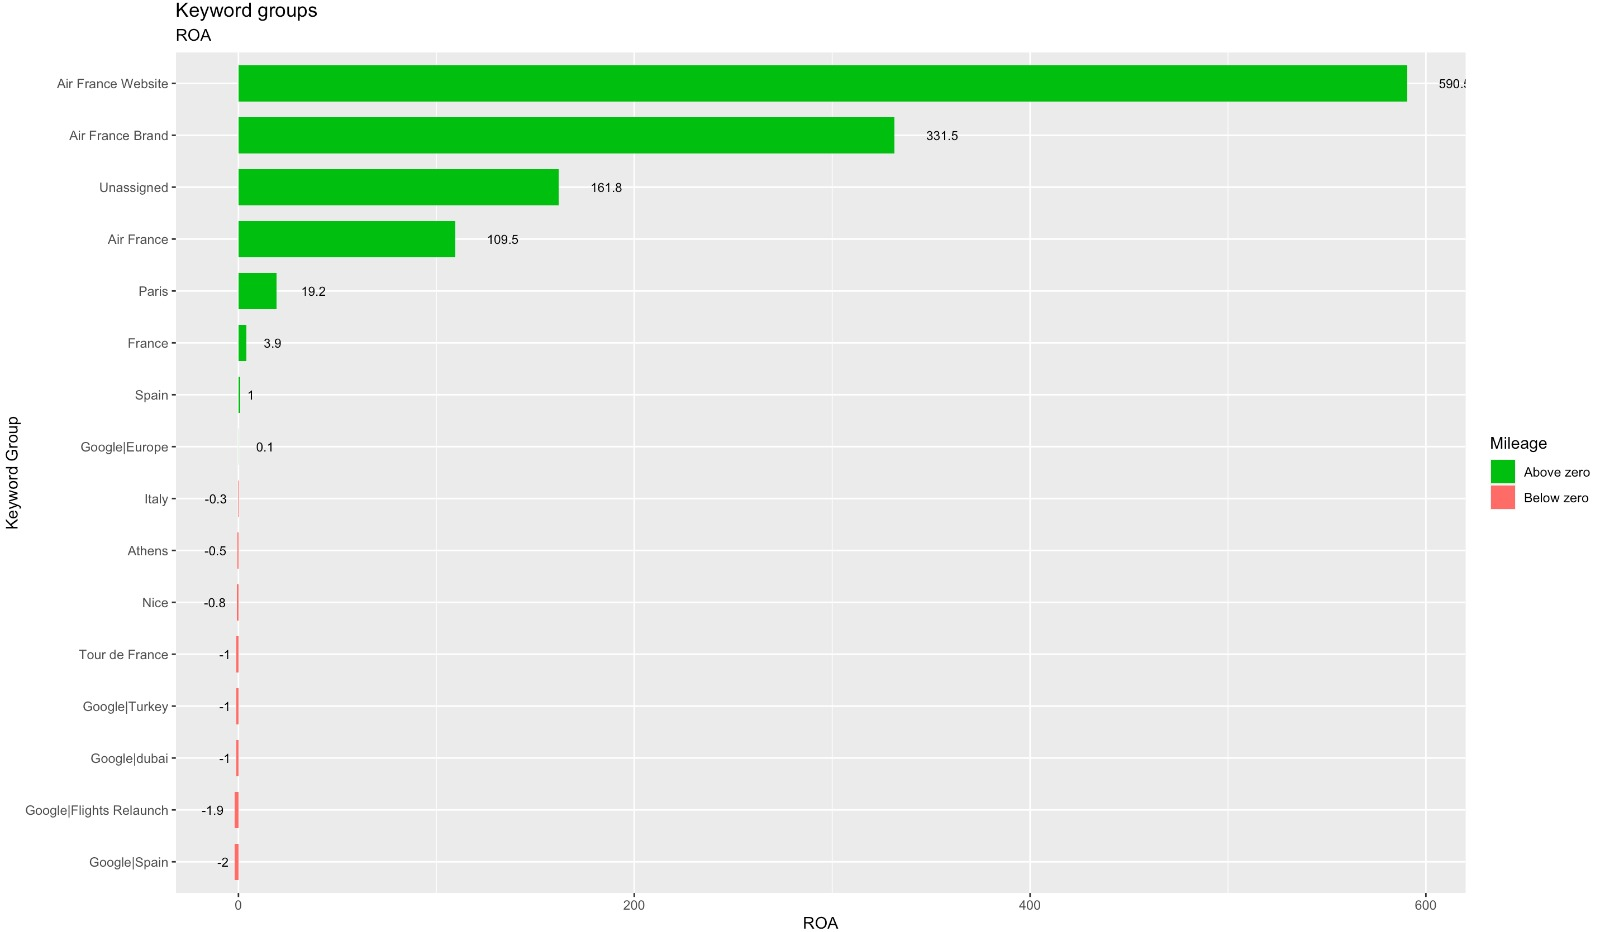 Keyword groups
ROA
Air France Website 590.5
Air France Brand 331.5
Unassigned 161.8
Air France 109.5
Paris 19.2
France 3.9
Spain 1
Google|Europe 0.1
Italy -0.3
Athens -0.5
Nice -0.8
Tour de France -1
Google|Turkey -1
Google|dubai -1
Google|Flights Relaunch -1.9
Google|Spain -2
0 200 400 600
ROA
Keyword Group
Mileage
Above zero
Below zero